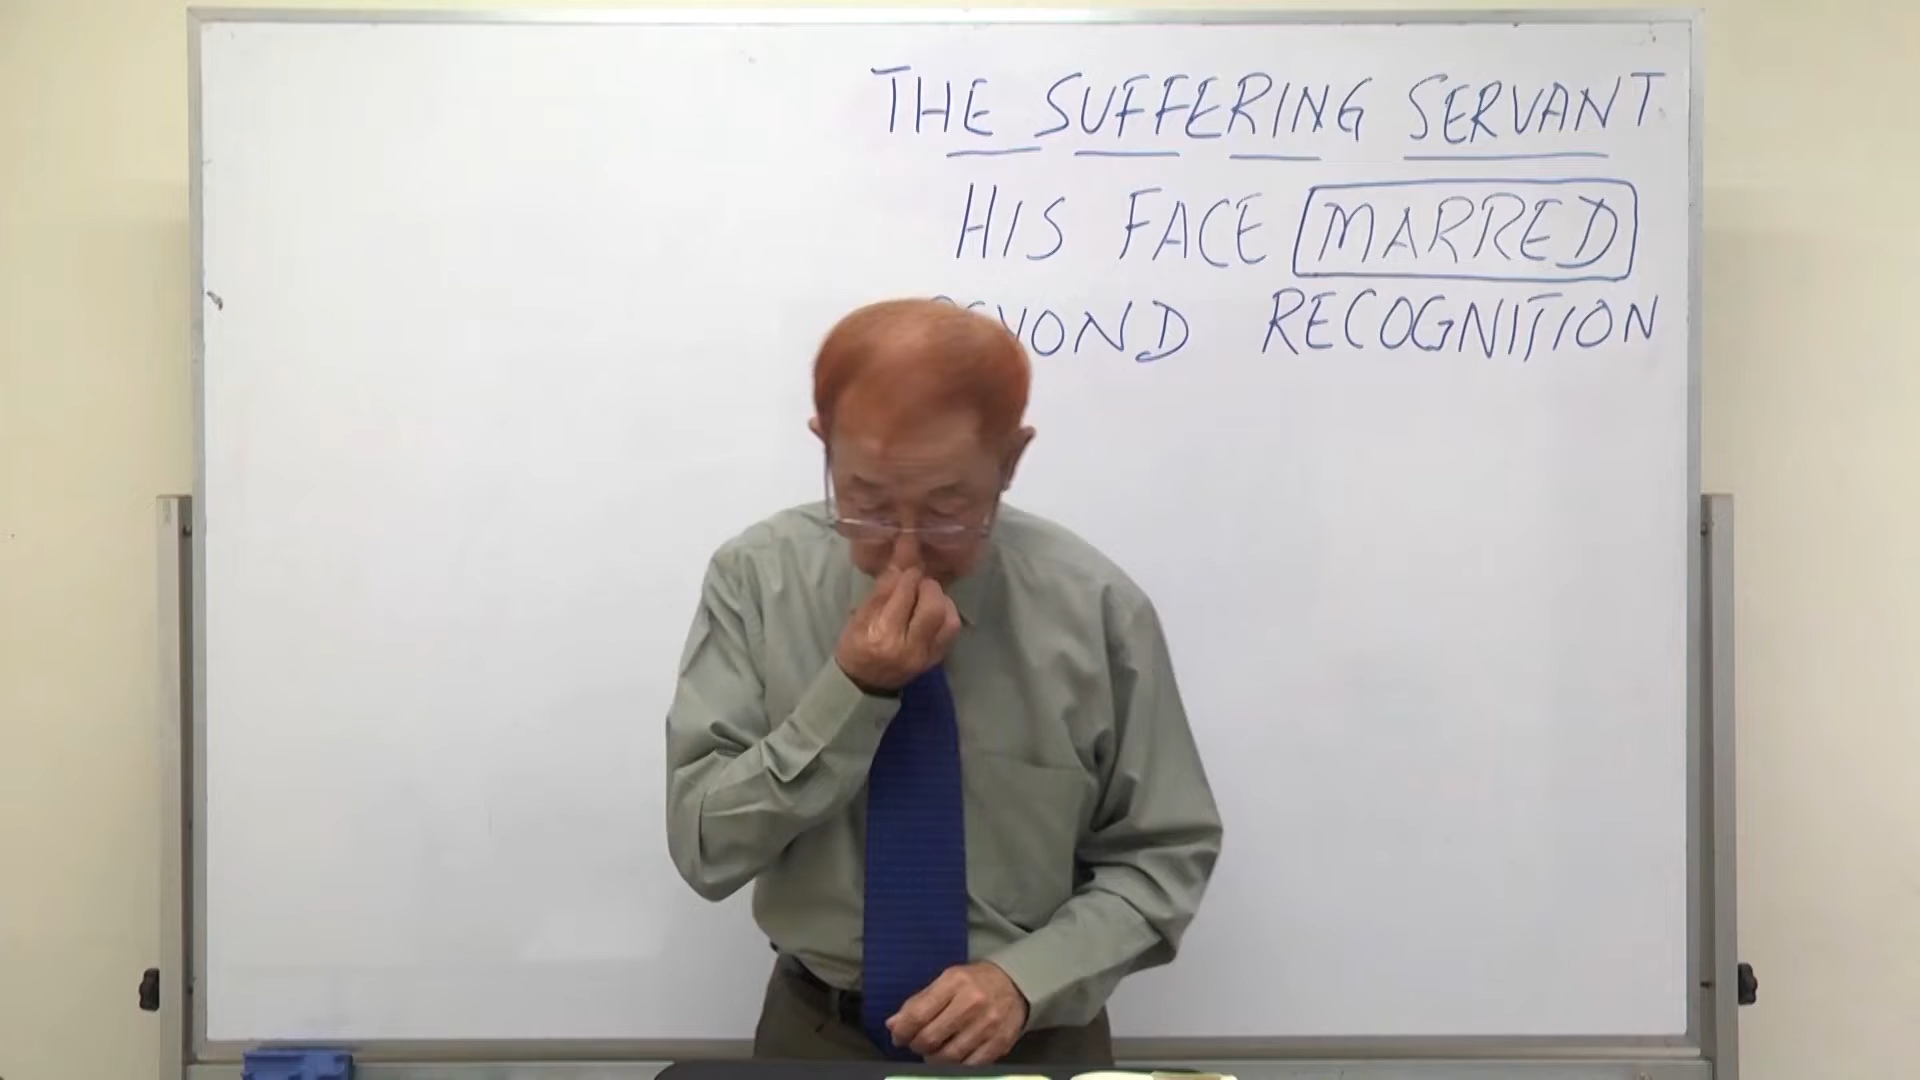 THE SUFFERING SERVANT
HIS FACE MARRED
RECOGNITION